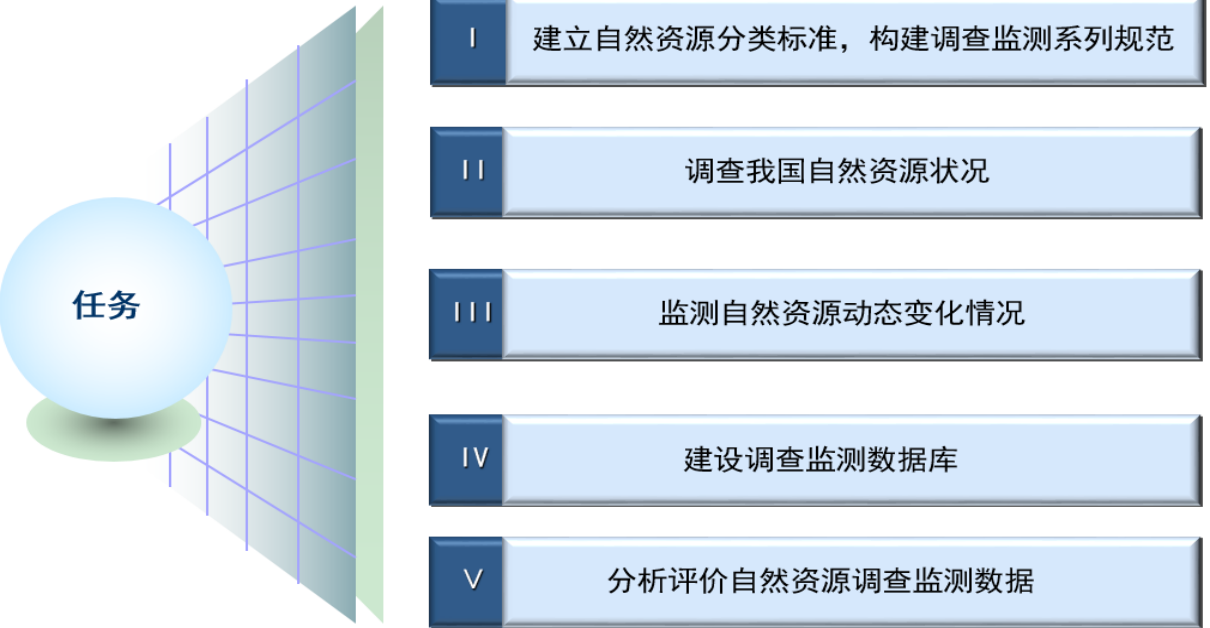 任务
I 建立自然资源分类标准，构建调查监测系列规范
II 调查我国自然资源状况
III 监测自然资源动态变化情况
IV 建设调查监测数据库
V 分析评价自然资源调查监测数据